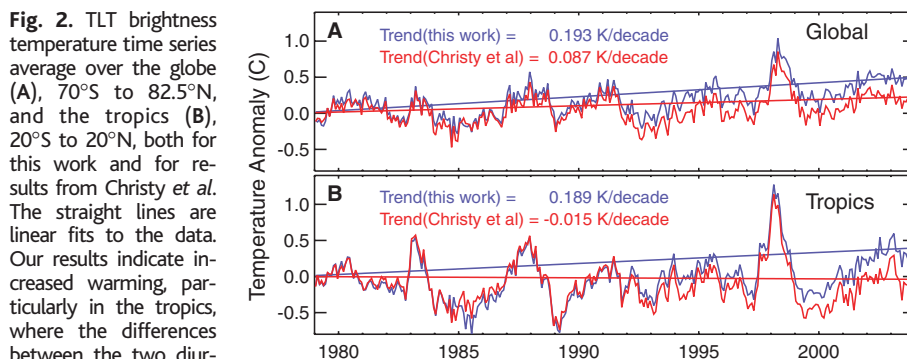 Fig. 2. TLT brightness
temperature time series
average over the globe
(A), 70°S to 82.5°N,
and the tropics (B),
20°S to 20°N, both for
this work and for re-
sults from Christy et al.
The straight lines are
linear fits to the data.
Our results indicate in-
creased warming, par-
ticularly in the tropics,
where the differences
between the two diur-
A
Trend(this work) = 0.193 K/decade
Global
Trend(Christy et al) = 0.087 K/decade
1.0
0.5
0.0
-0.5
B
Trend(this work) = 0.189 K/decade
Tropics
Trend(Christy et al) = -0.015 K/decade
1.0
0.5
0.0
-0.5
Temperature Anomaly (C)
1980 1985 1990 1995 2000